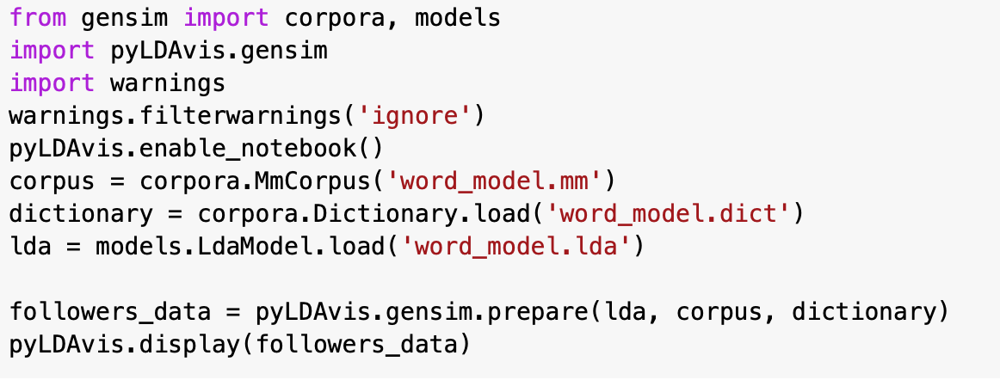 from gensim import corpora, models
import pyLDAvis.gensim
import warnings
warnings.filterwarnings('ignore')
pyLDAvis.enable_notebook()
corpus = corpora.MmCorpus('word_model.mm')
dictionary = corpora.Dictionary.load('word_model.dict')
lda = models.LdaModel.load('word_model.lda')
followers_data = pyLDAvis.gensim.prepare(lda, corpus, dictionary)
pyLDAvis.display(followers_data)